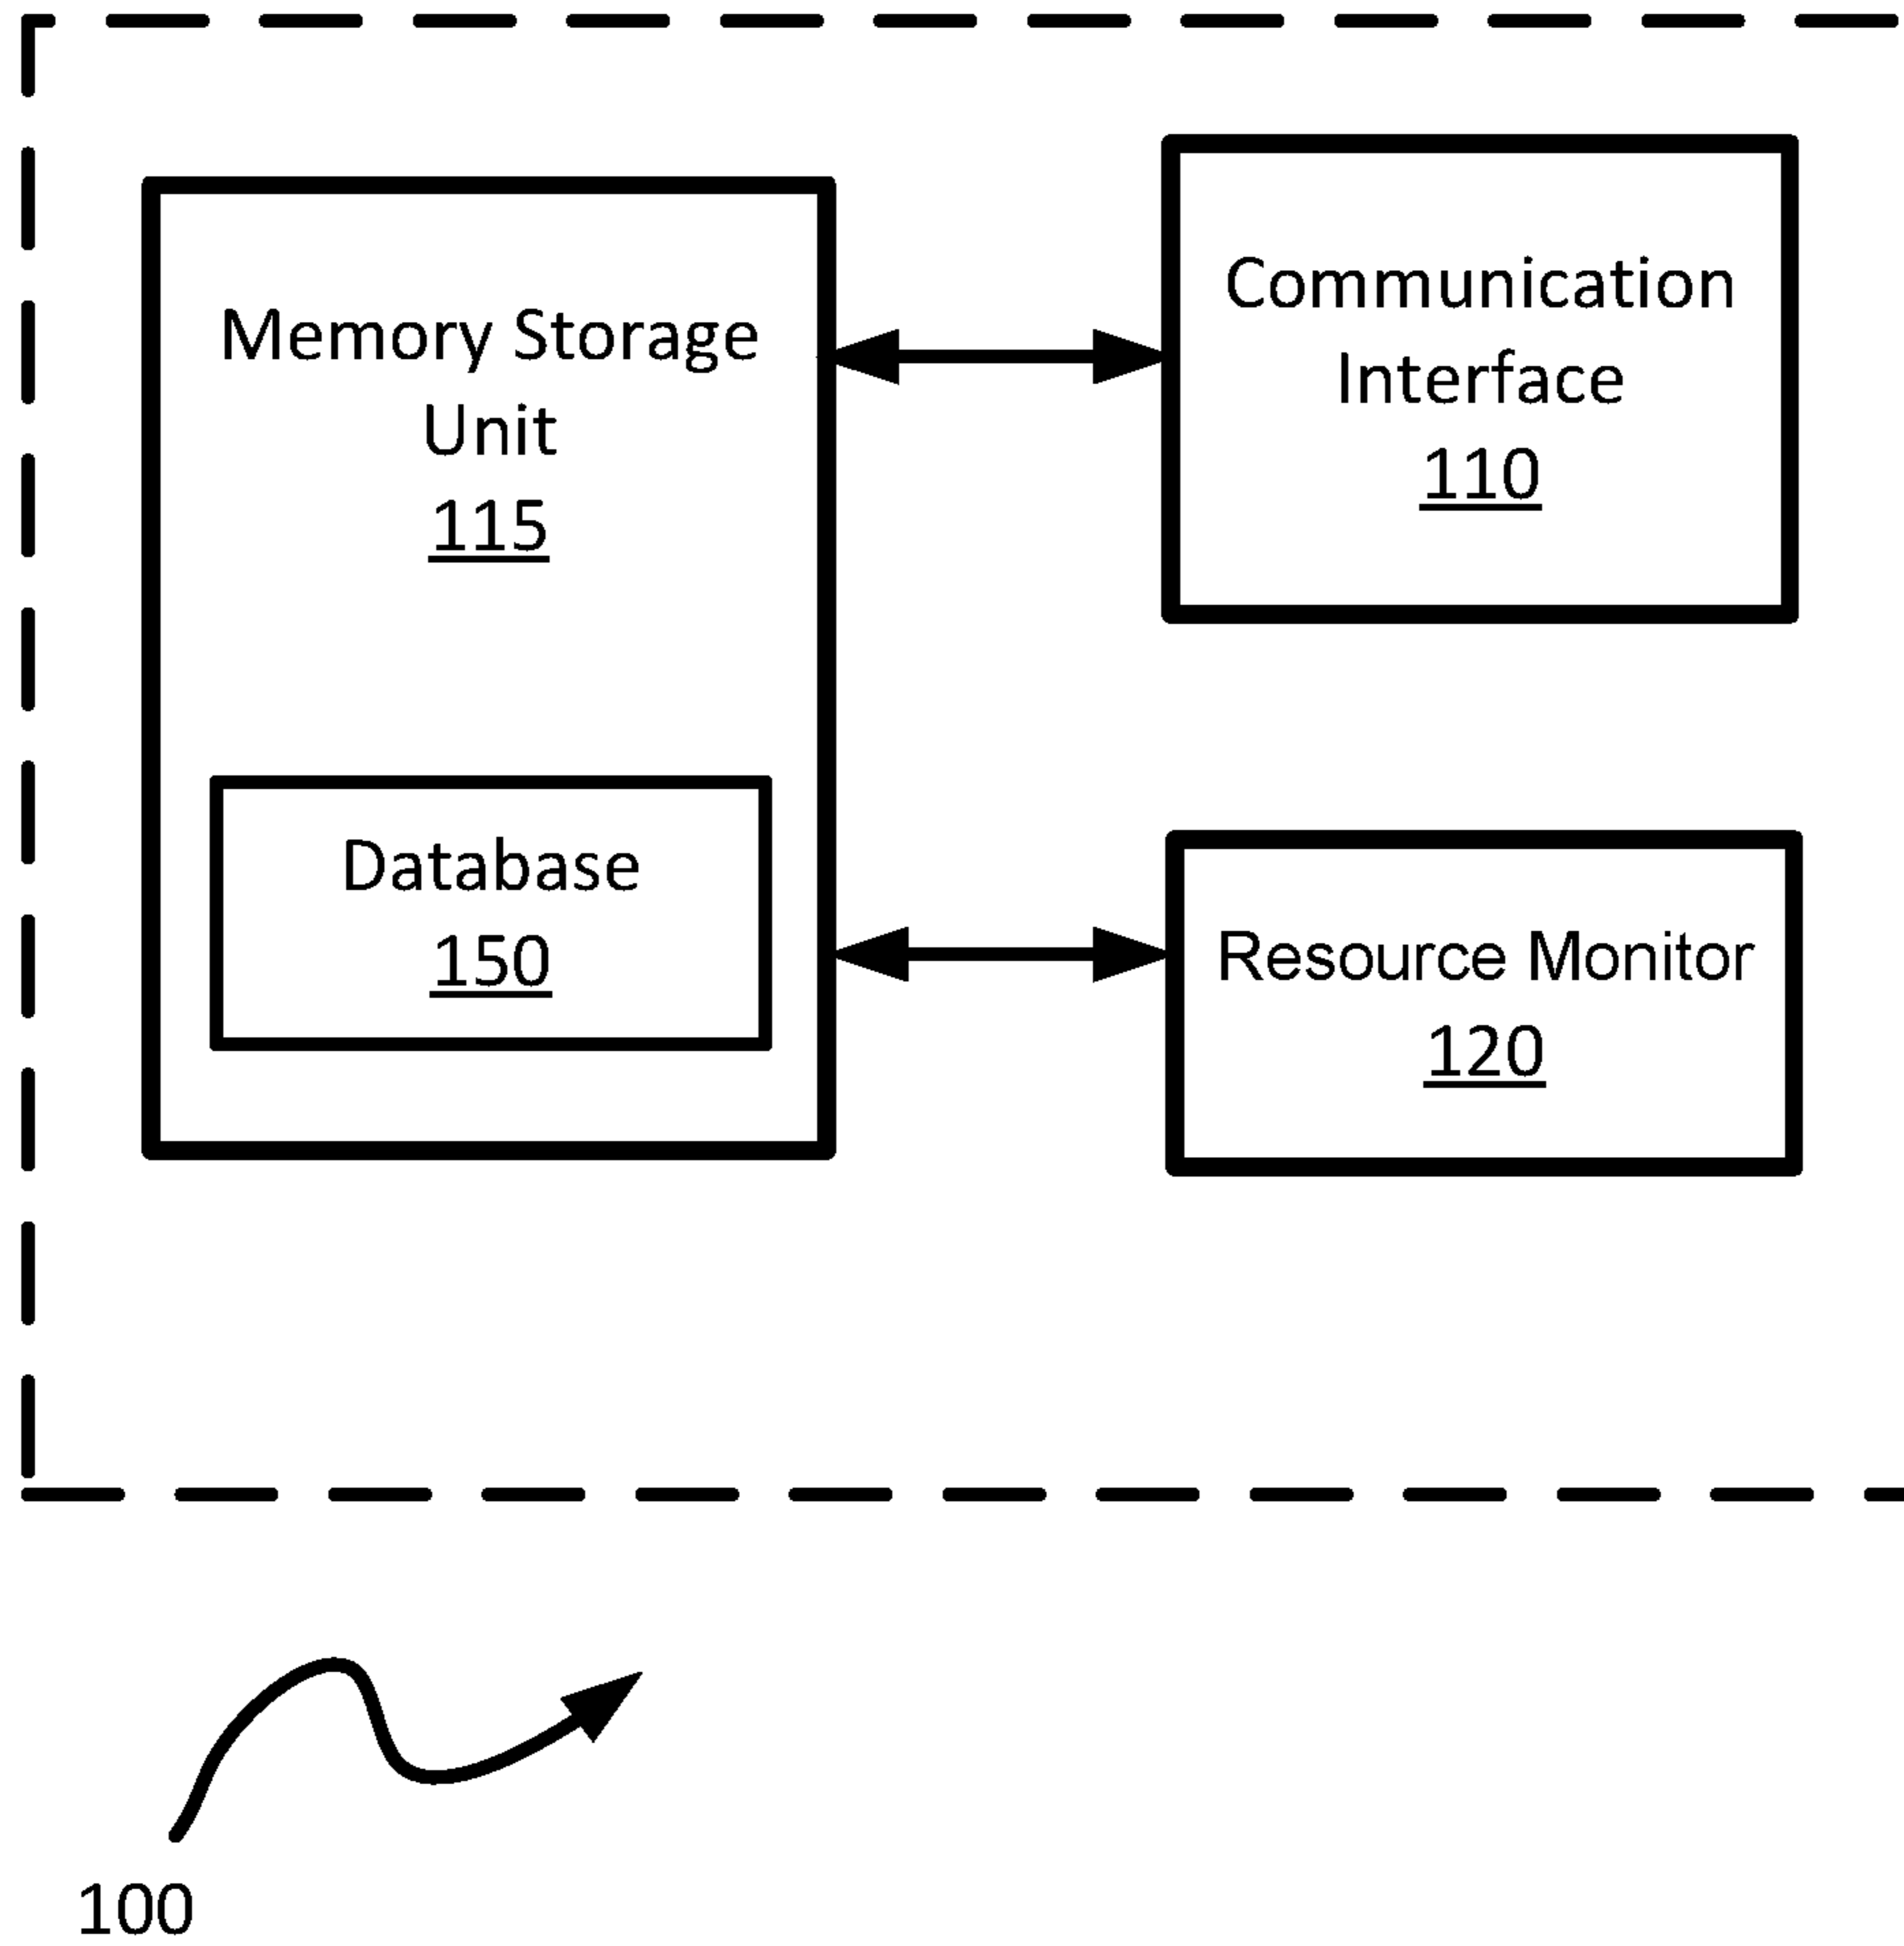 Memory Storage
Unit
115
Communication
Interface
110
Database
150
Resource Monitor
120
100